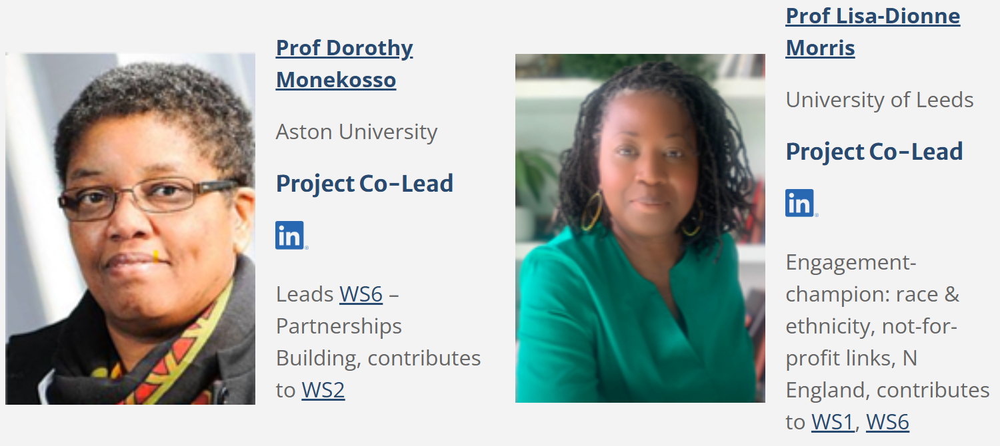 Prof Dorothy
Monekosso
Aston University
Project Co-Lead
in
Leads WS6 –
Partnerships
Building, contributes
to WS2
Prof Lisa-Dionne
Morris
University of Leeds
Project Co-Lead
in
Engagement-
champion: race &
ethnicity, not-for-
profit links, N
England, contributes
to WS1, WS6